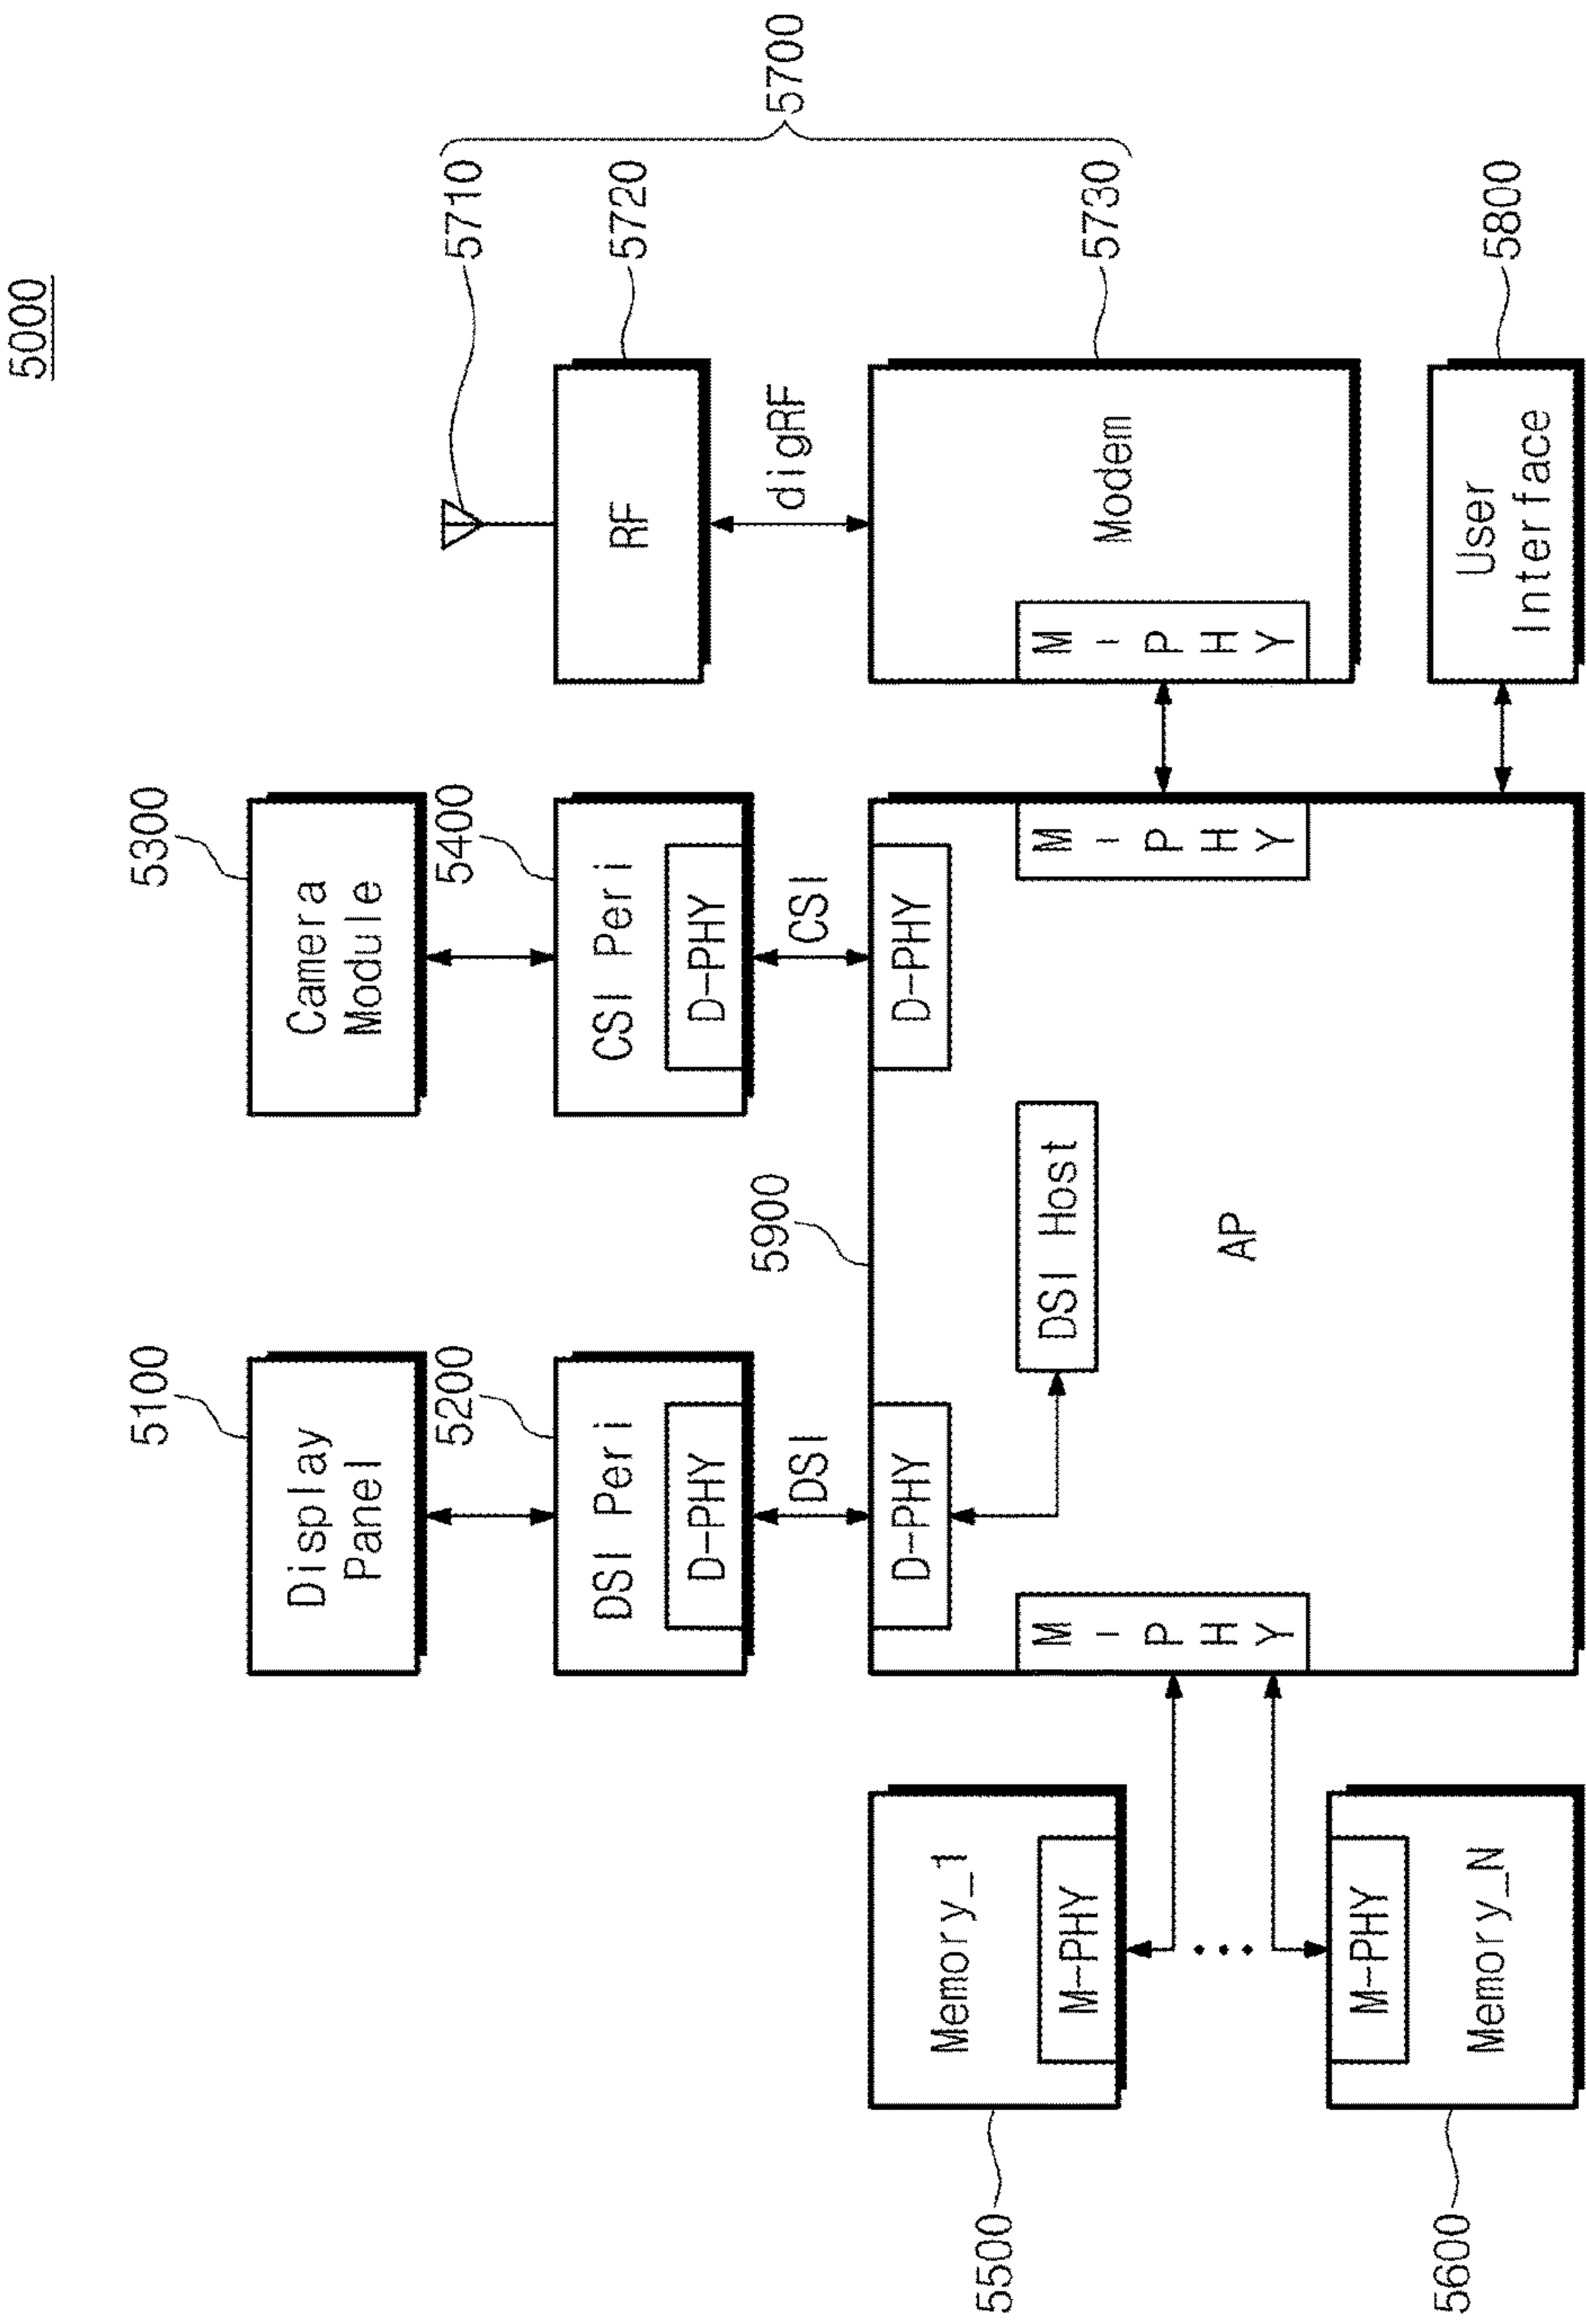 5000
5100
5300
Display
Panel
Camera
Module
5710
5200
5400
5720
DSI Peri
CSI Peri
RF
D-PHY
D-PHY
5700
5900
DSI
CSI
digRF
D-PHY
D-PHY
Memory_1
M-PHY
M-PHY
DSI Host
M-PHY
M-PHY
Modem
5730
5500
AP
M-PHY
Memory_N
User
Interface
5800
5600